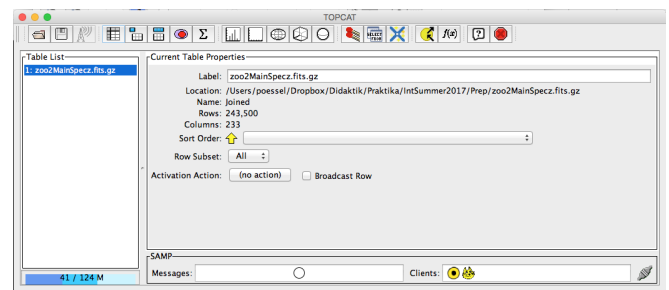 TOPCAT
Σ
SELECT
f(x)
Table List
1: zoo2MainSpecz.fits.gz
Current Table Properties
Label: zoo2MainSpecz.fits.gz
Location: /Users/poessel/Dropbox/Didaktik/Praktika/IntSummer2017/Prep/zoo2MainSpecz.fits.gz
Name: Joined
Rows: 243,500
Columns: 233
Sort Order:
Row Subset: All
Activation Action: (no action) Broadcast Row
SAMP
Messages: Clients:
41 / 124 M